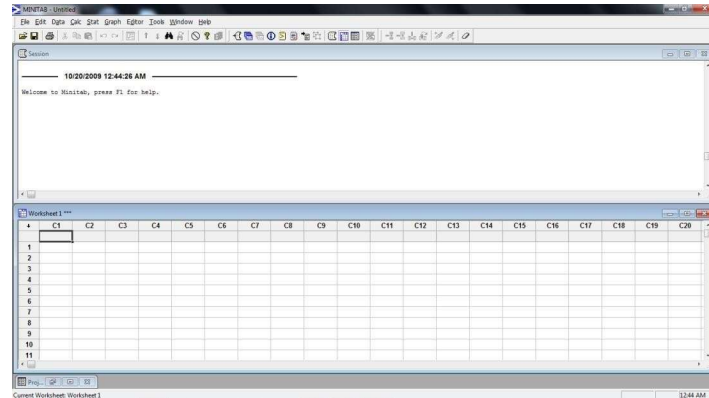 MINITAB - Untitled
File Edit Data Calc Stat Graph Editor Tools Window Help
Session
10/20/2009 12:44:26 AM
Welcome to Minitab, press F1 for help.
Worksheet 1 ***
C1 C2 C3 C4 C5 C6 C7 C8 C9 C10 C11 C12 C13 C14 C15 C16 C17 C18 C19 C20
1
2
3
4
5
6
7
8
9
10
11
Proj...
Current Worksheet: Worksheet 1 12:44 AM